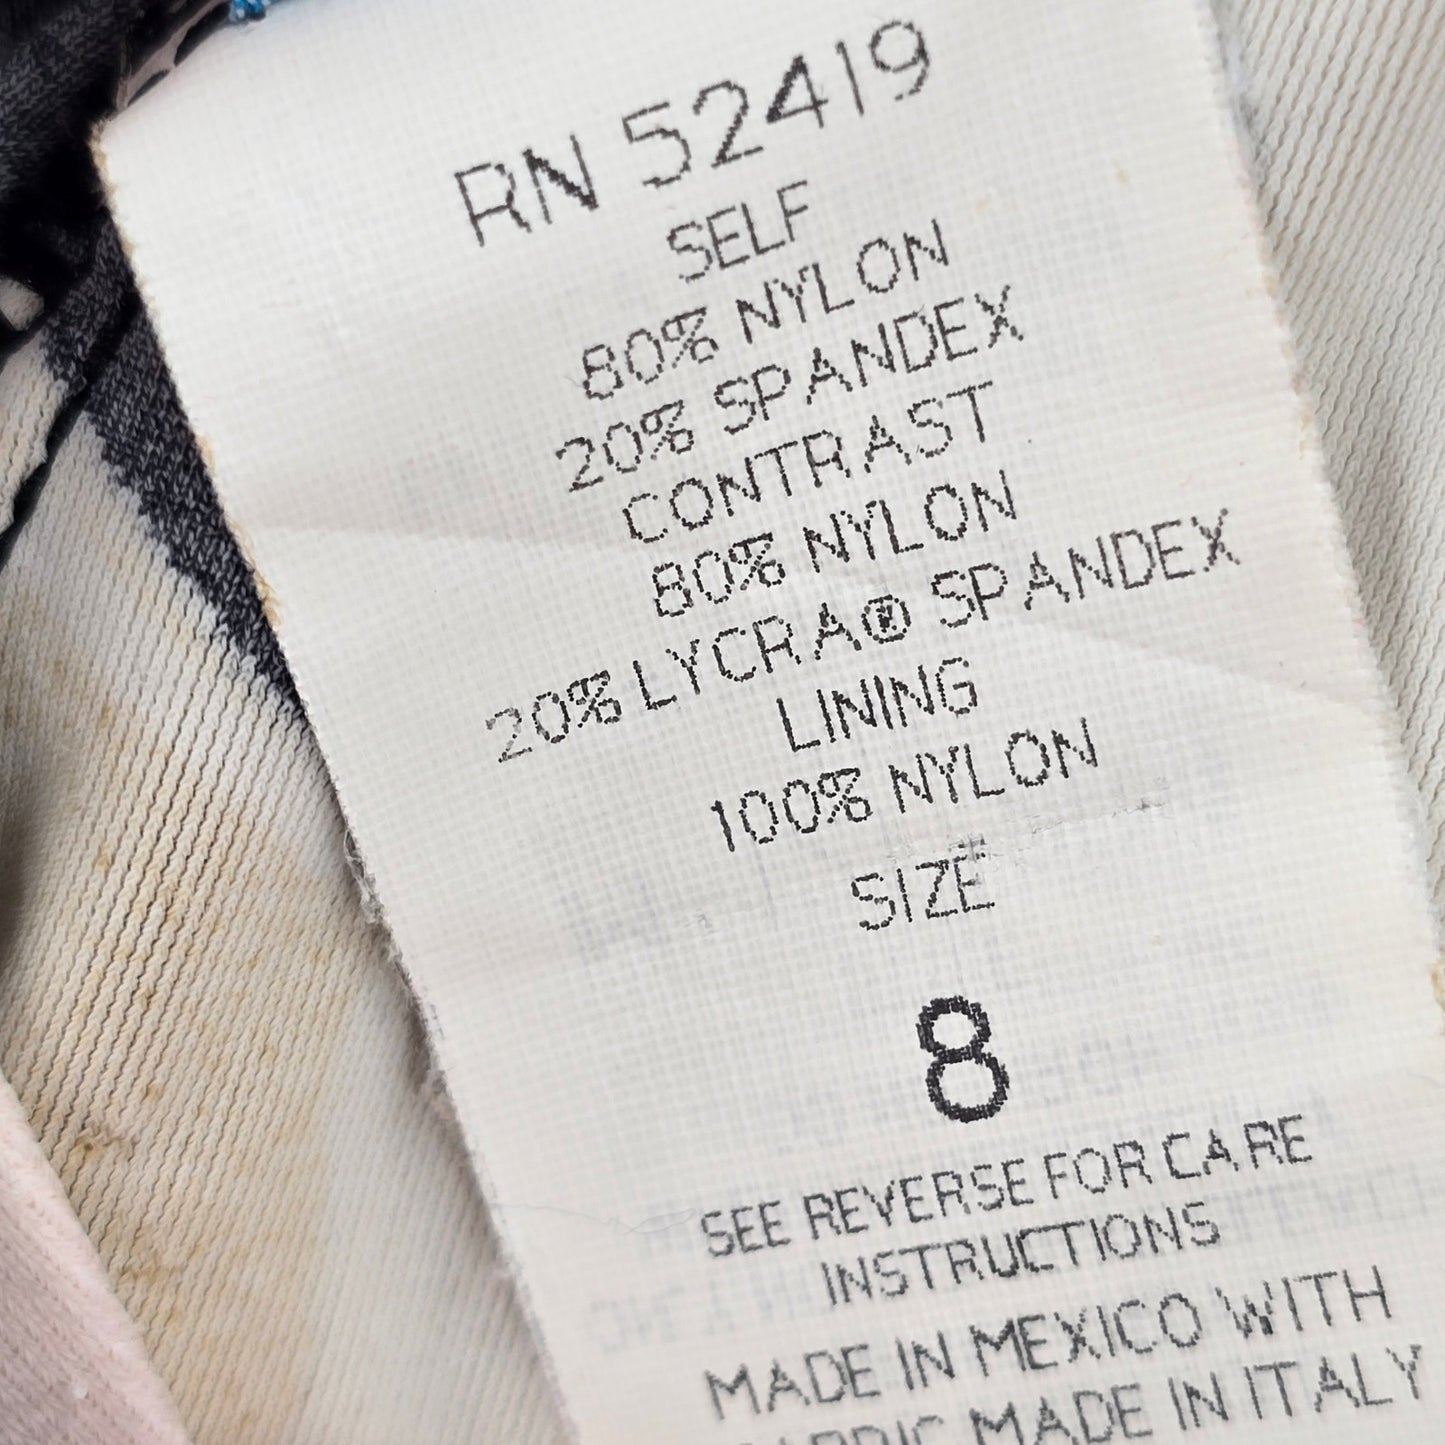 RN 52419
SELF
80% NYLON
20% SPANDEX
CONTRAST
80% NYLON
20% LYCRA® SPANDEX
LINING
100% NYLON
SIZE
8
SEE REVERSE FOR CARE
INSTRUCTIONS
MADE IN MEXICO WITH
FABRIC MADE IN ITALY